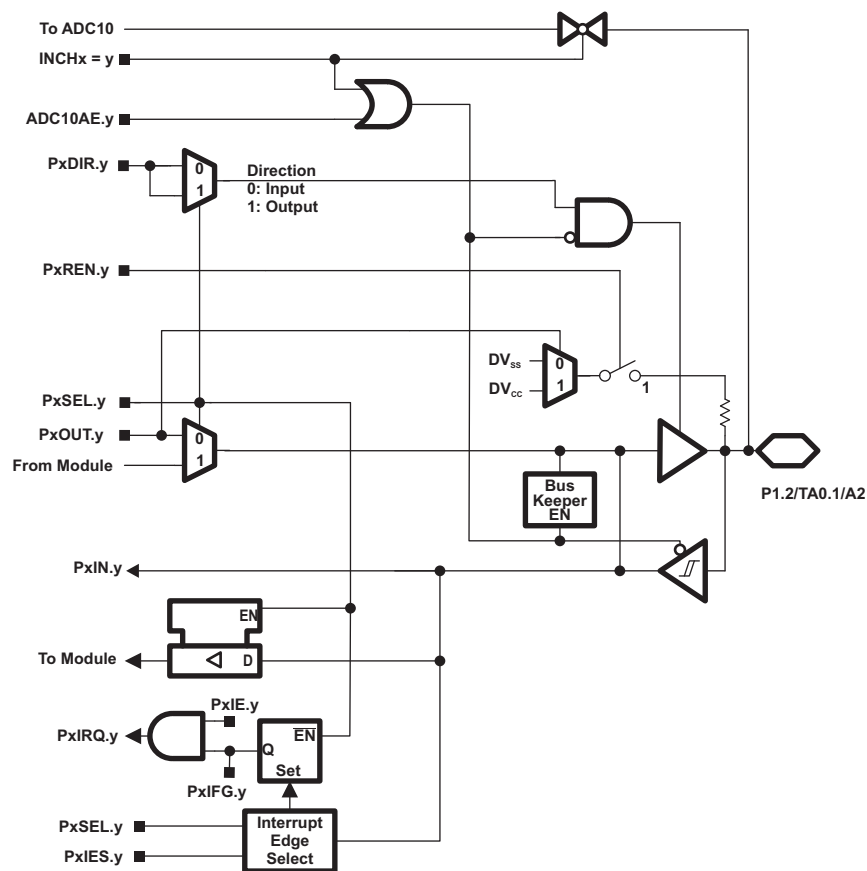 To ADC10
INCHx = y
ADC10AE.y
PxDIR.y
0
1
Direction
0: Input
1: Output
PxREN.y
DVSS
0
DVCC
1
1
PxSEL.y
PxOUT.y
0
1
From Module
Bus
Keeper
EN
P1.2/TA0.1/A2
PxIN.y
EN
To Module
D
PxIE.y
PxIRQ.y
EN
Q
Set
PxIFG.y
PxSEL.y
PxIES.y
Interrupt
Edge
Select